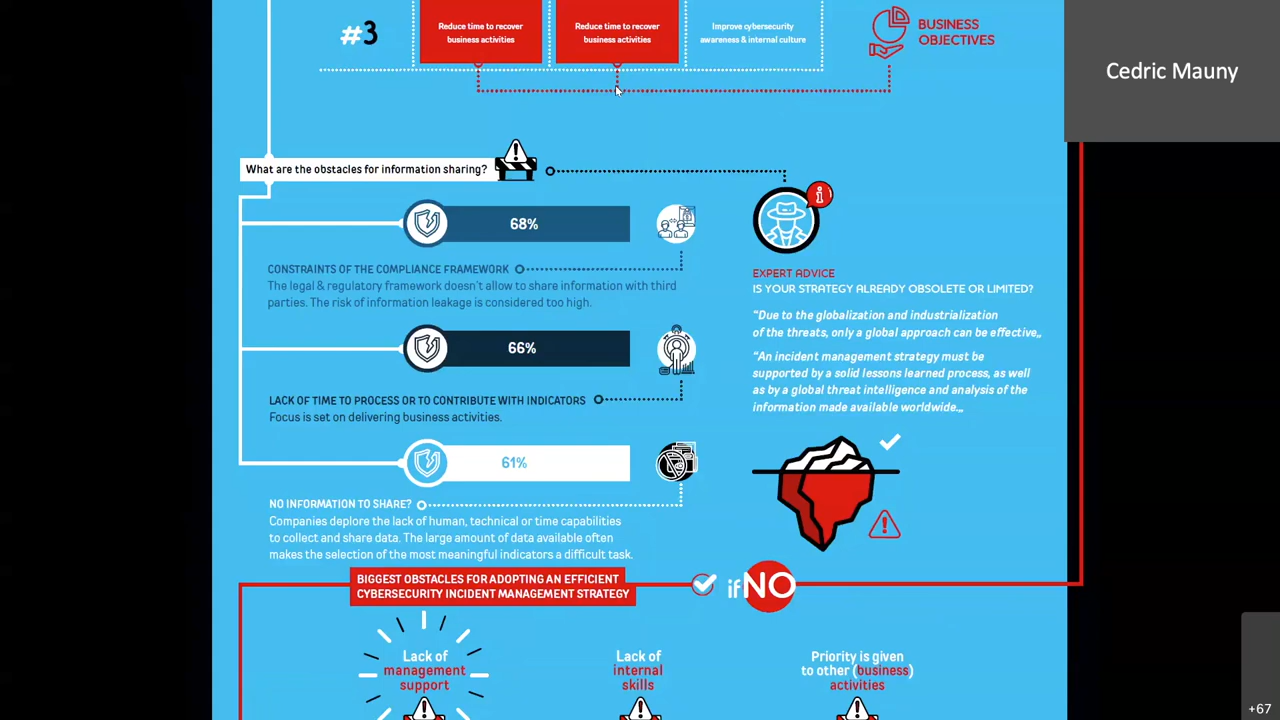 #3
Reduce time to recover
business activities
Reduce time to recover
business activities
Improve cybersecurity
awareness & internal culture
BUSINESS
OBJECTIVES
Cedric Mauny
What are the obstacles for information sharing?
68%
CONSTRAINTS OF THE COMPLIANCE FRAMEWORK
The legal & regulatory framework doesn't allow to share information with third
parties. The risk of information leakage is considered too high.
66%
LACK OF TIME TO PROCESS OR TO CONTRIBUTE WITH INDICATORS
Focus is set on delivering business activities.
61%
NO INFORMATION TO SHARE?
Companies deplore the lack of human, technical or time capabilities
to collect and share data. The large amount of data available often
makes the selection of the most meaningful indicators a difficult task.
EXPERT ADVICE
IS YOUR STRATEGY ALREADY OBSOLETE OR LIMITED?
"Due to the globalization and industrialization
of the threats, only a global approach can be effective„
"An incident management strategy must be
supported by a solid lessons learned process, as well
as by a global threat intelligence and analysis of the
information made available worldwide.„
BIGGEST OBSTACLES FOR ADOPTING AN EFFICIENT
CYBERSECURITY INCIDENT MANAGEMENT STRATEGY
if NO
Lack of
management
support
Lack of
internal
skills
Priority is given
to other (business)
activities
+67